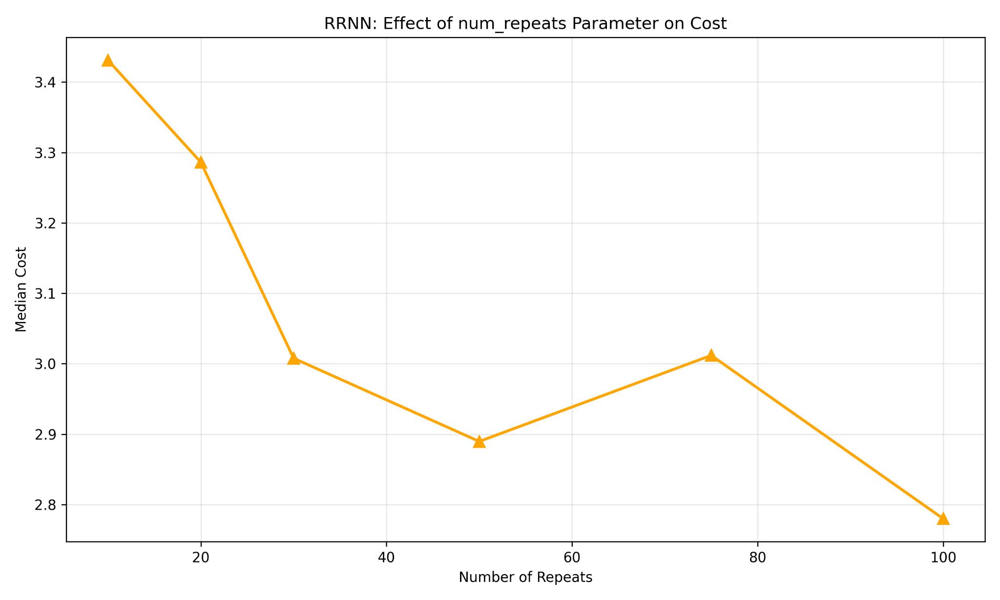 RRNN: Effect of num_repeats Parameter on Cost
Median Cost
3.4
3.3
3.2
3.1
3.0
2.9
2.8
20 40 60 80 100
Number of Repeats